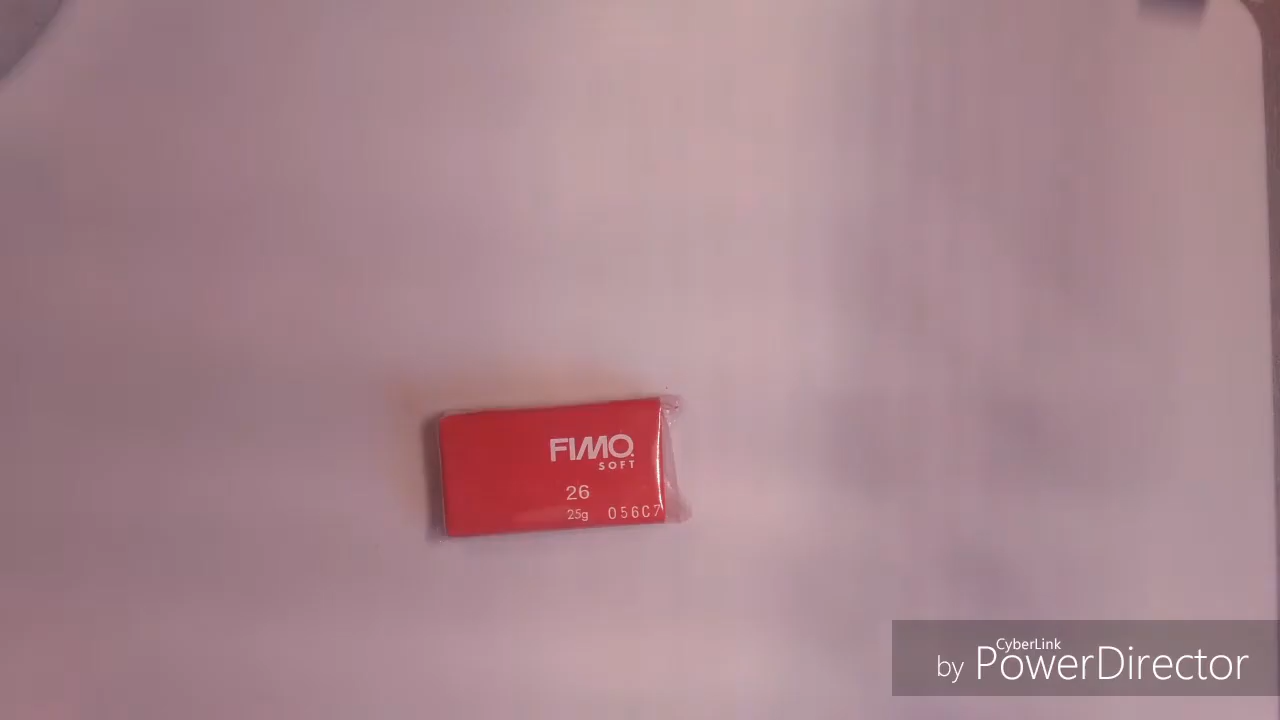 FIMO
SOFT
26
25g 056C7
CyberLink
by PowerDirector